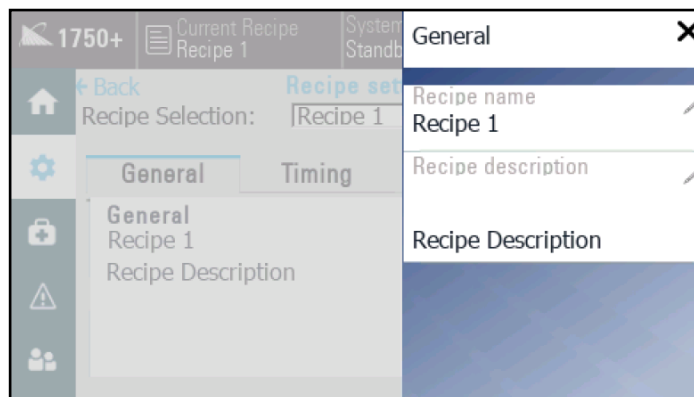 1750+
Current Recipe
Recipe 1
System
Standb
← Back
Recipe set
Recipe Selection:
Recipe 1
General
Timing
General
Recipe 1
Recipe Description
General
Recipe name
Recipe 1
Recipe description
Recipe Description